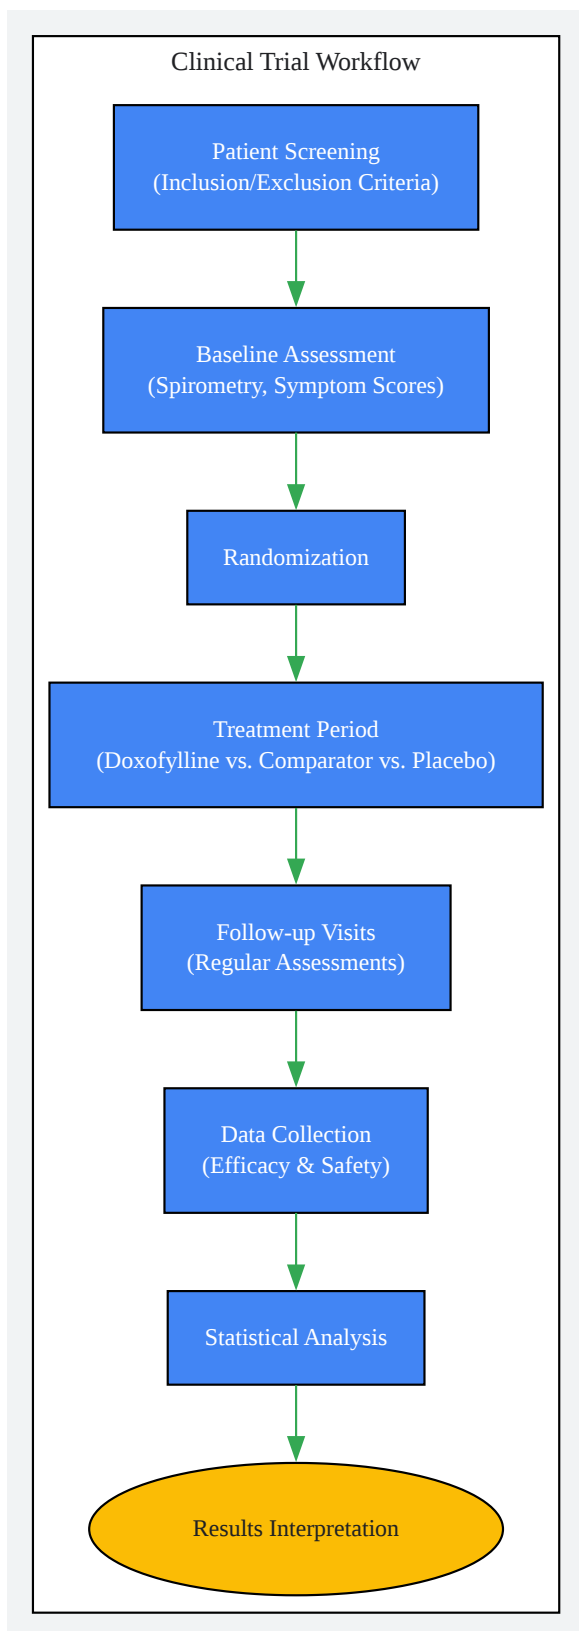 Clinical Trial Workflow
Patient Screening
(Inclusion/Exclusion Criteria)
Baseline Assessment
(Spirometry, Symptom Scores)
Randomization
Treatment Period
(Doxofylline vs. Comparator vs. Placebo)
Follow-up Visits
(Regular Assessments)
Data Collection
(Efficacy & Safety)
Statistical Analysis
Results Interpretation